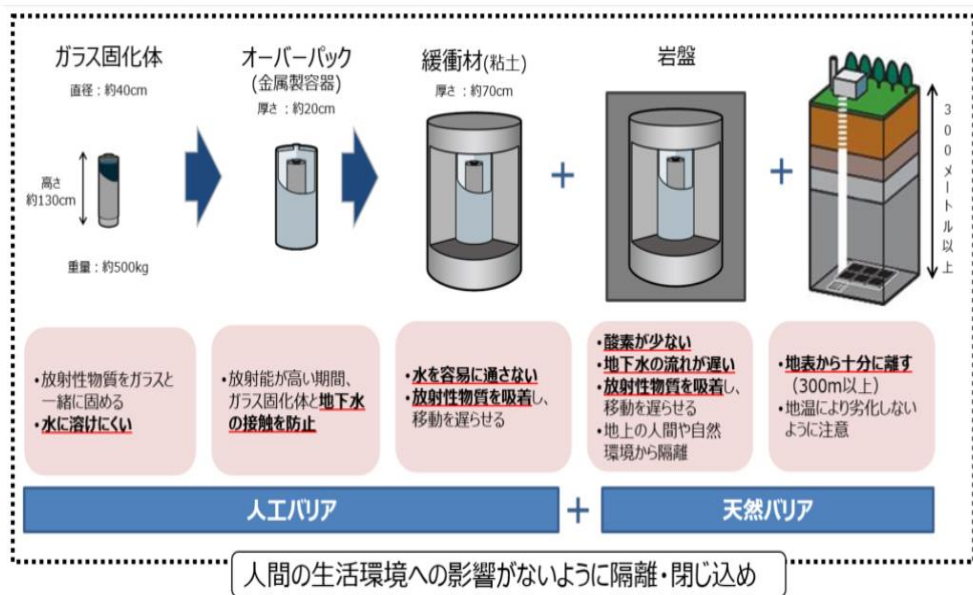 ガラス固化体
直径：約40cm
高さ
約130cm
重量：約500kg
オーバーパック
(金属製容器)
厚さ：約20cm
緩衝材(粘土)
厚さ：約70cm
+
岩盤
+
300メートル以上
•放射性物質をガラスと
一緒に固める
•水に溶けにくい
•放射能が高い期間、
ガラス固化体と地下水
の接触を防止
•水を容易に通さない
•放射性物質を吸着し、
移動を遅らせる
•酸素が少ない
•地下水の流れが遅い
•放射性物質を吸着し、
移動を遅らせる
•地上の人間や自然
環境から隔離
•地表から十分に離す
（300m以上）
•地温により劣化しない
ように注意
人工バリア
+
天然バリア
人間の生活環境への影響がないように隔離・閉じ込め